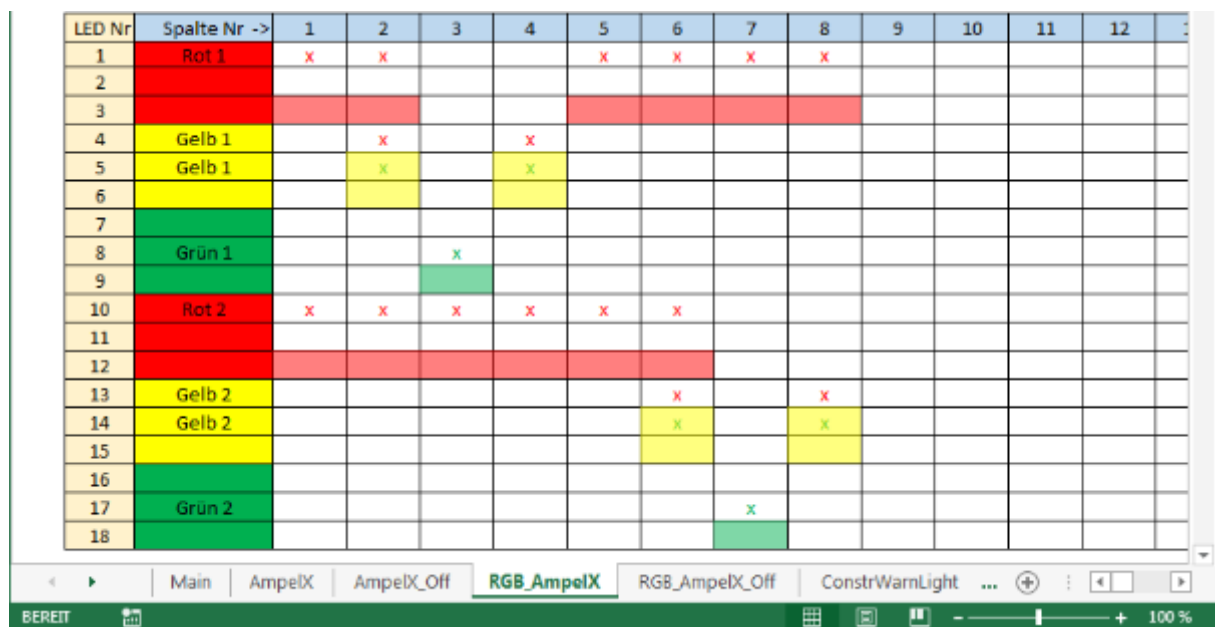 LED Nr Spalte Nr -> 1 2 3 4 5 6 7 8 9 10 11 12
1 Rot 1 x x x x x x
2
3
4 Gelb 1 x x
5 Gelb 1 x x
6
7
8 Grün 1 x
9
10 Rot 2 x x x x x x
11
12
13 Gelb 2 x x
14 Gelb 2 x x
15
16
17 Grün 2 x
18
Main AmpelX AmpelX_Off RGB_AmpelX RGB_AmpelX_Off ConstrWarnLight ...
BEREIT 100 %